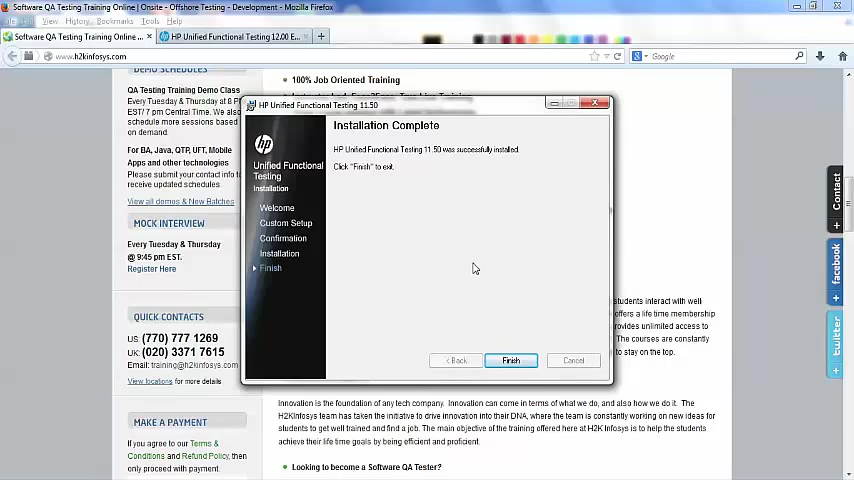 Software QA Testing Training Online | Onsite - Offshore Testing - Development - Mozilla Firefox
View History Bookmarks Tools Help
Software QA Testing Training Online ...
HP Unified Functional Testing 12.00 E...
www.h2kinfosys.com
Google
DEMO SCHEDULES
QA Testing Training Demo Class
Every Tuesday & Thursday at 8 P
EST/ 7 pm Central Time. We also
schedule more sessions based
on demand.
For BA, Java, QTP, UFT, Mobile
Apps and other technologies
Please submit your contact info t
receive updated schedules.
View all demos & New Batches
MOCK INTERVIEW
Every Tuesday & Thursday
@ 9:45 pm EST.
Register Here
QUICK CONTACTS
US: (770) 777 1269
UK: (020) 3371 7615
Email: training@h2kinfosys.com
View locations for more details
MAKE A PAYMENT
If you agree to our Terms &
Conditions and Refund Policy, then
only proceed with payment.
100% Job Oriented Training
HP Unified Functional Testing 11.50
hp
Unified Functional
Testing
Installation
Welcome
Custom Setup
Confirmation
Installation
Finish
Installation Complete
HP Unified Functional Testing 11.50 was successfully installed.
Click "Finish" to exit.
< Back
Finish
Cancel
students interact with well
offers a life time membership
provides unlimited access to
The courses are constantly
to stay on the top.
Innovation is the foundation of any tech company. Innovation can come in terms of what we do, and also how we do it. The
H2KInfosys team has taken the initiative to drive innovation into their DNA, where the team is constantly working on new ideas for
students to get well trained and find a job. The main objective of the training offered here at H2K Infosys is to help the students
achieve their life time goals by being efficient and proficient.
Looking to become a Software QA Tester?
Contact
facebook
twitter